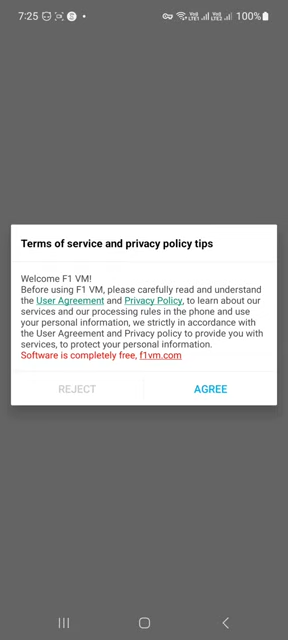 7:25 100%
Terms of service and privacy policy tips
Welcome F1 VM!
Before using F1 VM, please carefully read and understand
the User Agreement and Privacy Policy, to learn about our
services and our processing rules in the phone and use
your personal information, we strictly in accordance with
the User Agreement and Privacy policy to provide you with
services, to protect your personal information.
Software is completely free, f1vm.com
REJECT AGREE